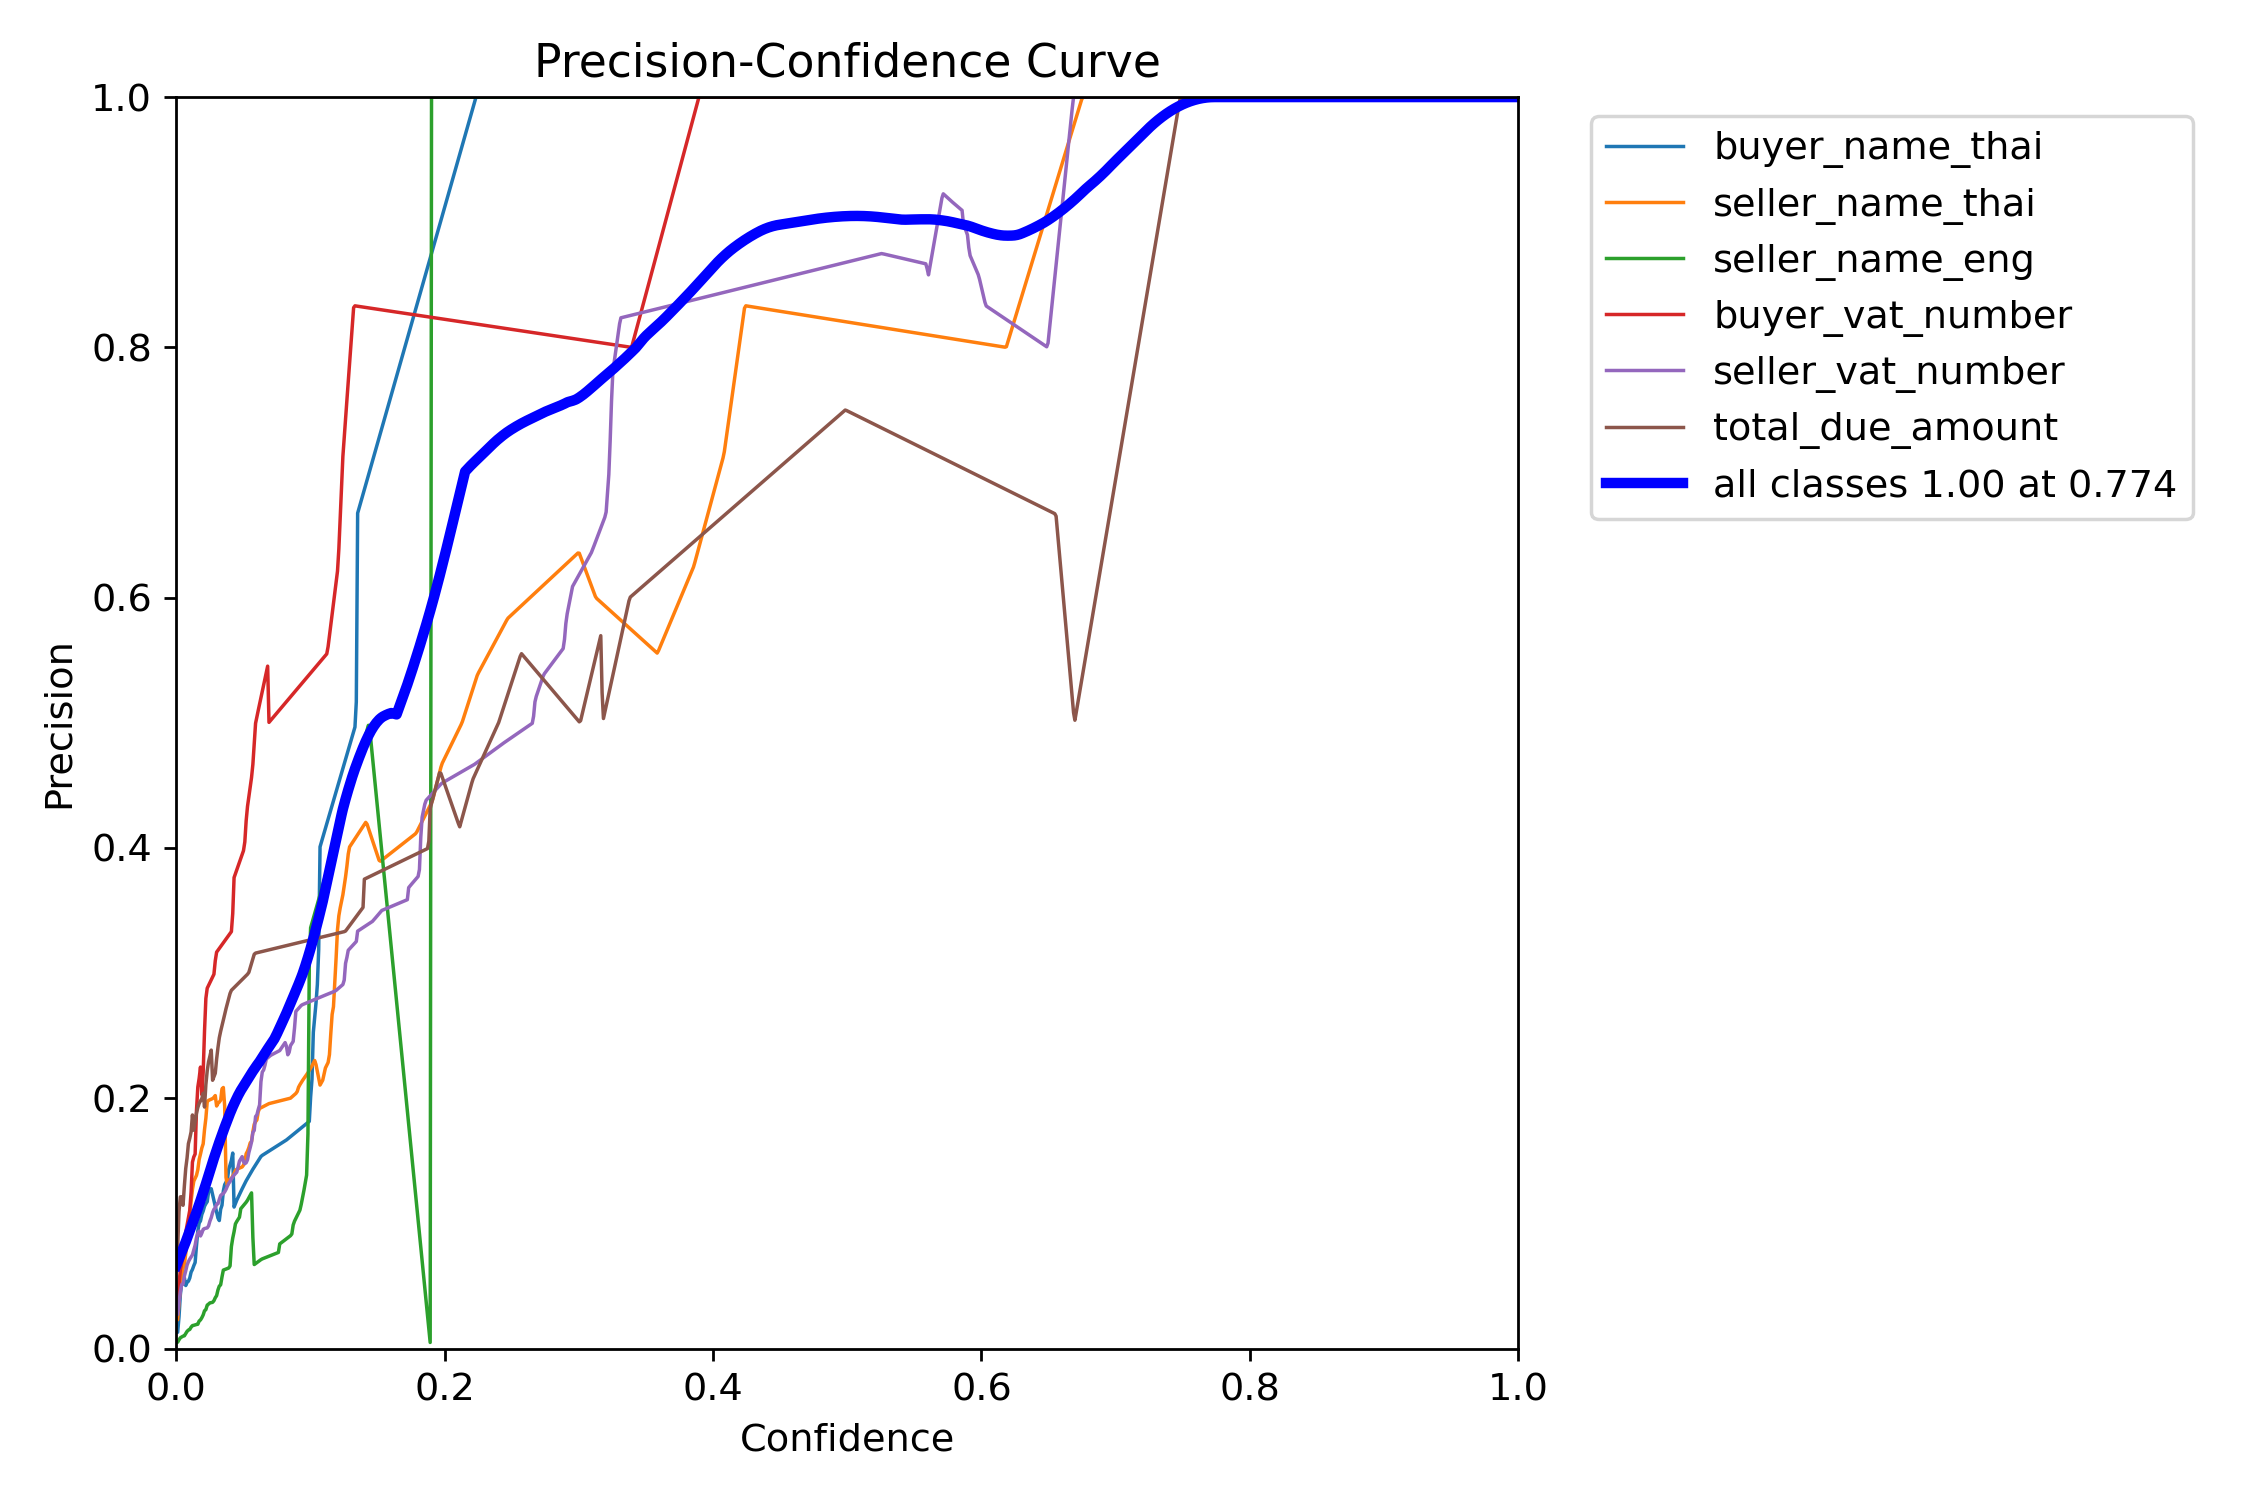 Precision-Confidence Curve
1.0
0.8
0.6
0.4
0.2
0.0
Precision
0.0 0.2 0.4 0.6 0.8 1.0
Confidence
buyer_name_thai
seller_name_thai
seller_name_eng
buyer_vat_number
seller_vat_number
total_due_amount
all classes 1.00 at 0.774